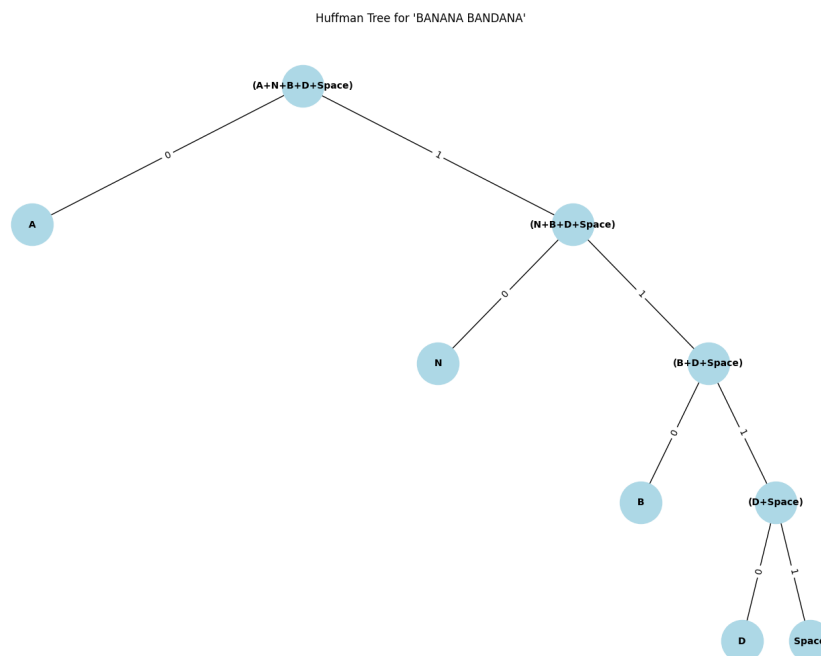 Huffman Tree for 'BANANA BANDANA'
(A+N+B+D+Space)
0
1
A
(N+B+D+Space)
0
1
N
(B+D+Space)
0
1
B
(D+Space)
0
1
D
Space